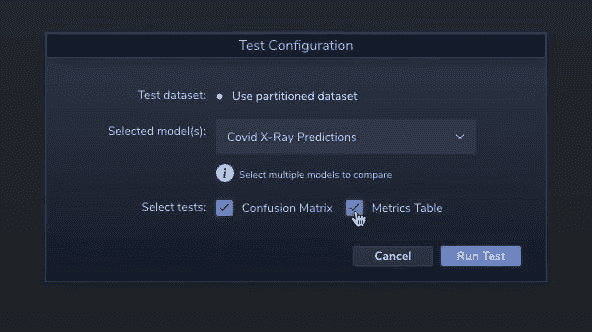 Test Configuration
Test dataset: Use partitioned dataset
Selected model(s): Covid X-Ray Predictions
i Select multiple models to compare
Select tests: Confusion Matrix Metrics Table
Cancel Run Test